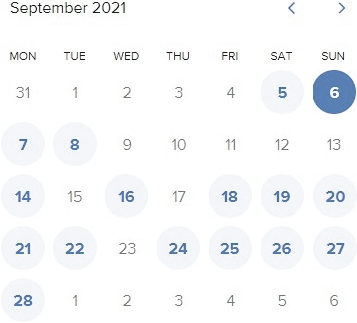 September 2021
MON TUE WED THU FRI SAT SUN
31 1 2 3 4 5 6
7 8 9 10 11 12 13
14 15 16 17 18 19 20
21 22 23 24 25 26 27
28 1 2 3 4 5 6